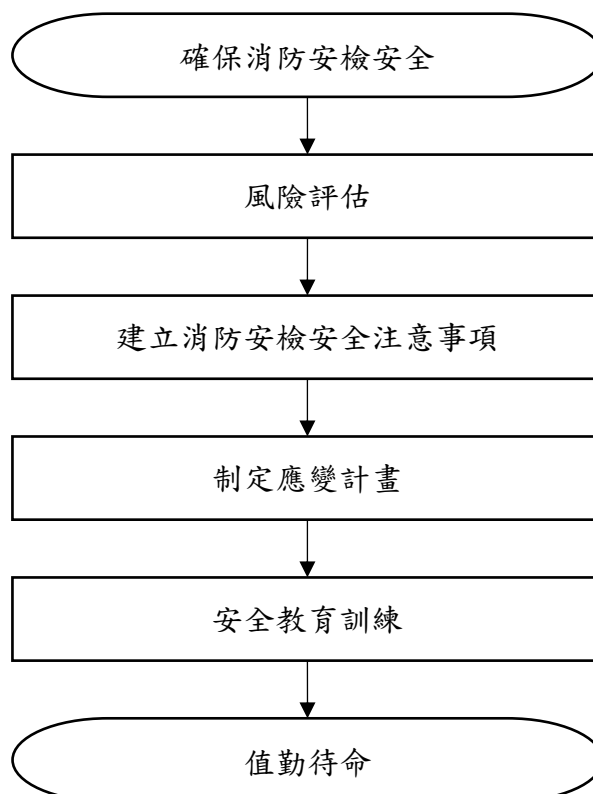 確保消防安檢安全
風險評估
建立消防安檢安全注意事項
制定應變計畫
安全教育訓練
值勤待命